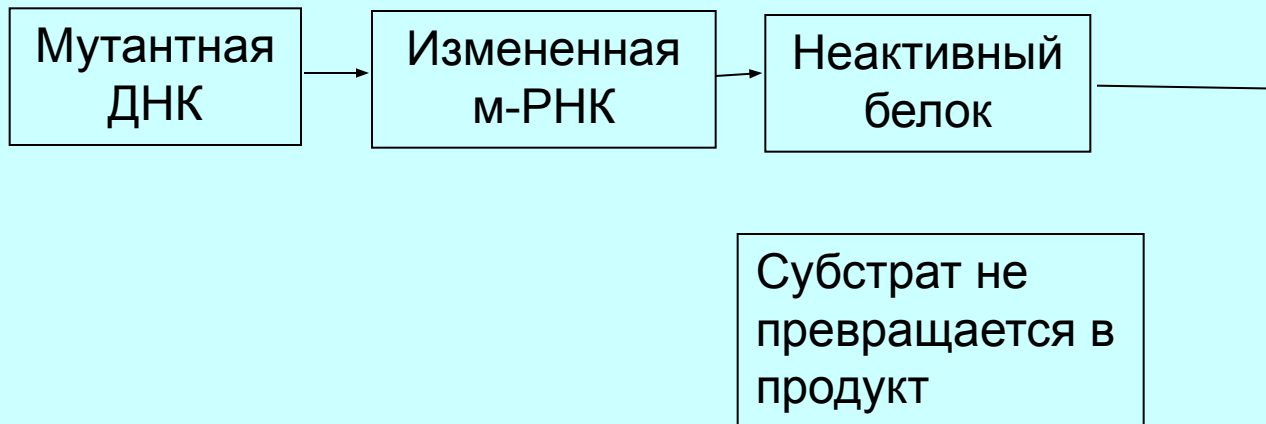 Мутантная
ДНК
Измененная
м-РНК
Неактивный
белок
Субстрат не
превращается в
продукт